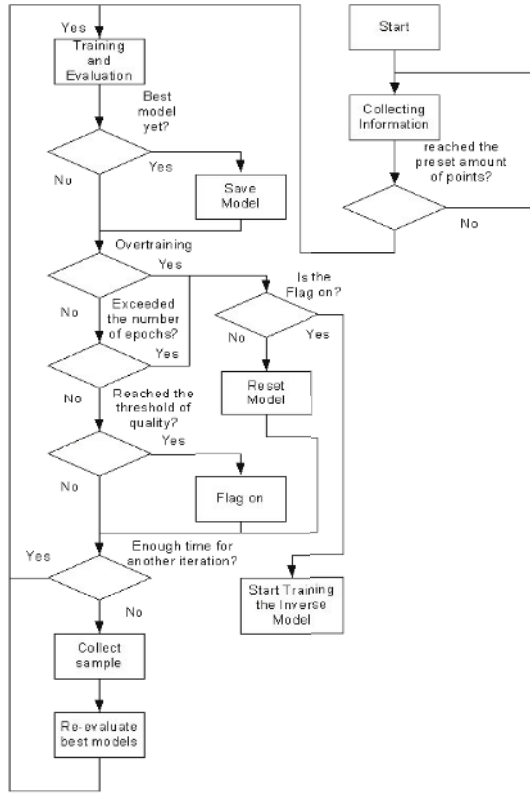 Yes
Start
Training
and
Evaluation
Best
model
yet?
Collecting
Information
reached the
preset amount
of points?
No
Yes
No
Save
Model
Overtraining
Yes
Is the
Flag on?
No
Exceeded
the number
of epochs?
Yes
No
Yes
Reset
Model
No
Reached the
threshold of
quality?
Yes
No
Flag on
Enough time for
another iteration?
Yes
No
Start Training
the Inverse
Model
Collect
sample
Re-evaluate
best models